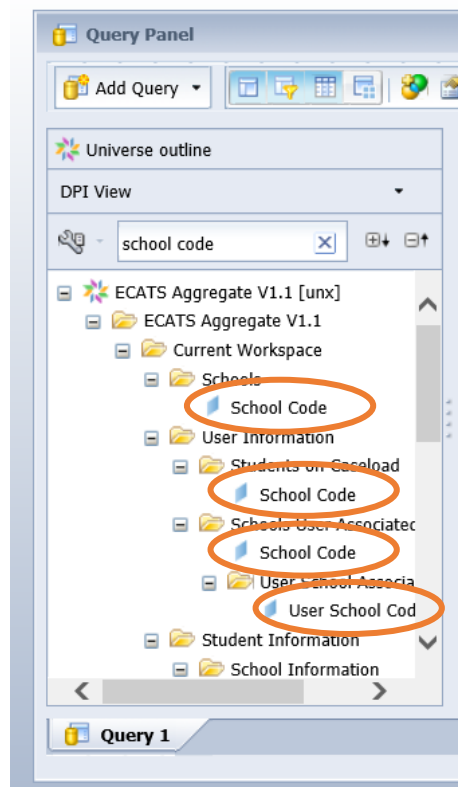 Query Panel
Add Query
Universe outline
DPI View
school code
ECATS Aggregate V1.1 [unx]
ECATS Aggregate V1.1
Current Workspace
Schools
School Code
User Information
Students on Caseload
School Code
Schools User Associated
School Code
User School Associa
User School Cod
Student Information
School Information
Query 1